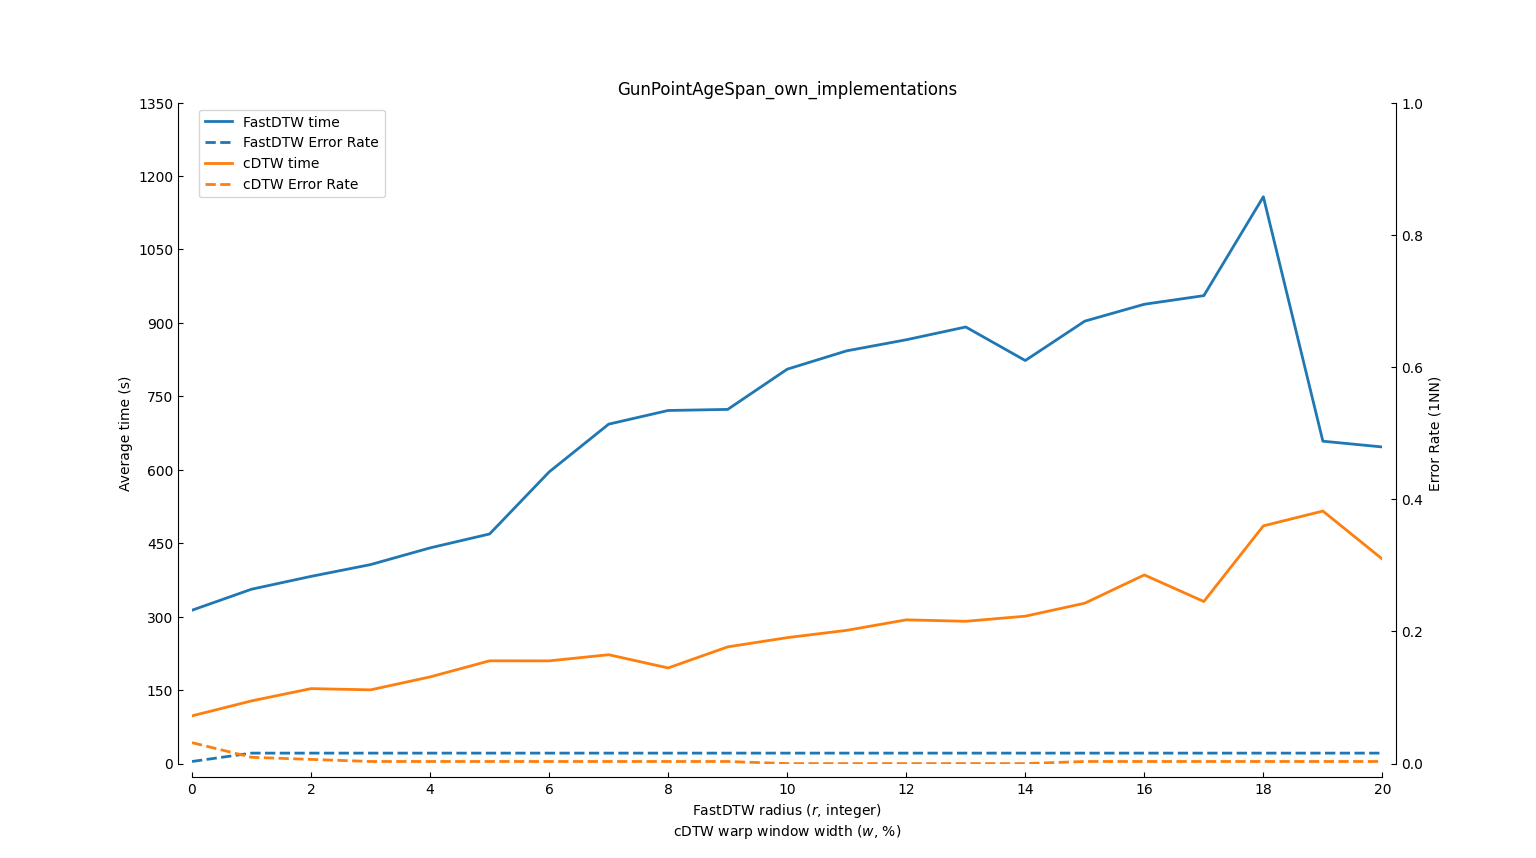 GunPointAgeSpan_own_implementations
FastDTW time
FastDTW Error Rate
cDTW time
cDTW Error Rate
1350
1200
1050
900
750
600
450
300
150
0
Average time (s)
1.0
0.8
0.6
0.4
0.2
0.0
Error Rate (1NN)
0 2 4 6 8 10 12 14 16 18 20
FastDTW radius (r, integer)
cDTW warp window width (w, %)